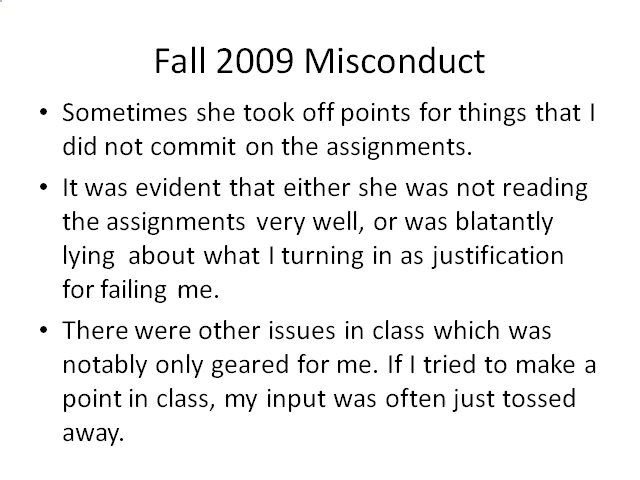 Fall 2009 Misconduct
• Sometimes she took off points for things that I
did not commit on the assignments.
• It was evident that either she was not reading
the assignments very well, or was blatantly
lying about what I turning in as justification
for failing me.
• There were other issues in class which was
notably only geared for me. If I tried to make a
point in class, my input was often just tossed
away.